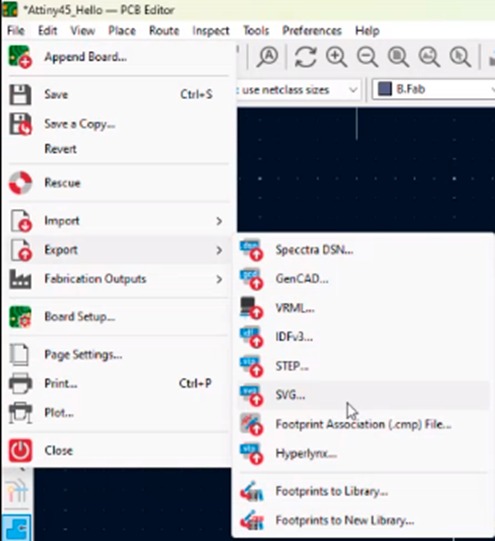 *Attiny45_Hello — PCB Editor
File Edit View Place Route Inspect Tools Preferences Help
Append Board...
Save Ctrl+S
: use netclass sizes B.Fab
Save a Copy...
Revert
Rescue
Import
Export
Specctra DSN...
Fabrication Outputs
GenCAD...
VRML...
Board Setup...
IDFv3...
Page Settings...
STEP...
Print... Ctrl+P
SVG...
Plot...
Footprint Association (.cmp) File...
Close
Hyperlynx...
Footprints to Library...
Footprints to New Library...